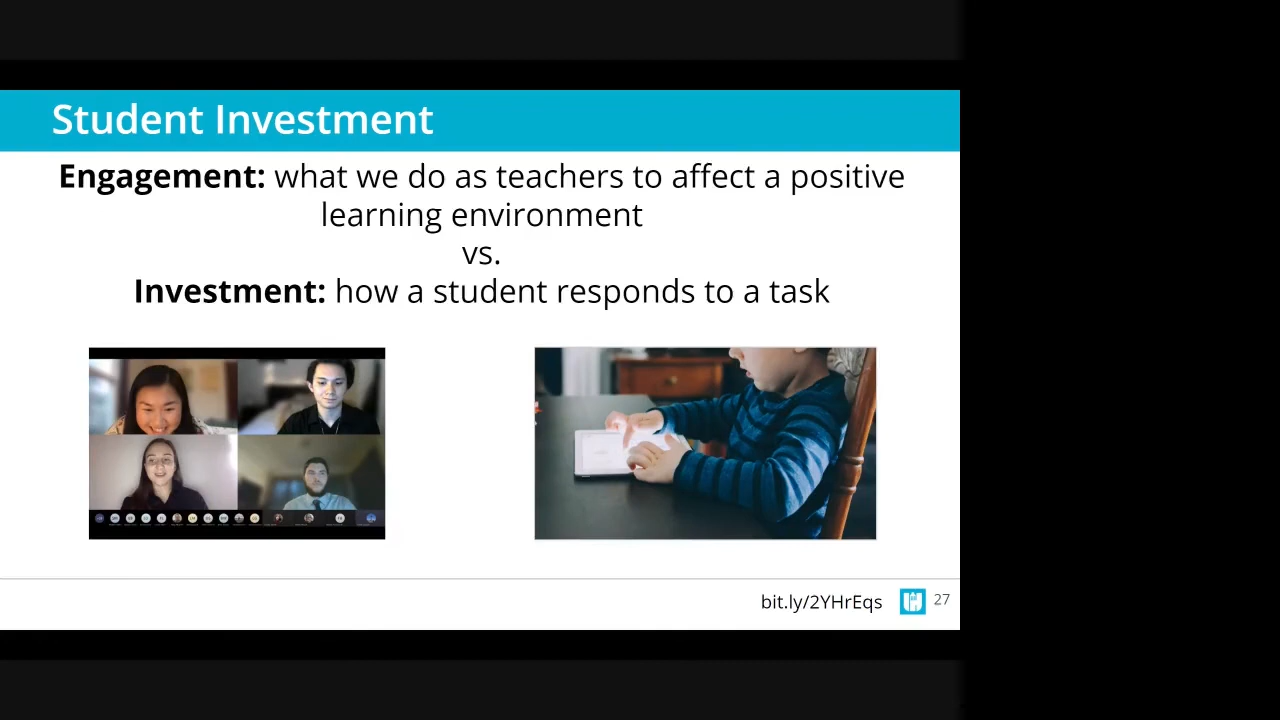 Student Investment
Engagement: what we do as teachers to affect a positive
learning environment
vs.
Investment: how a student responds to a task
bit.ly/2YHrEqs
27